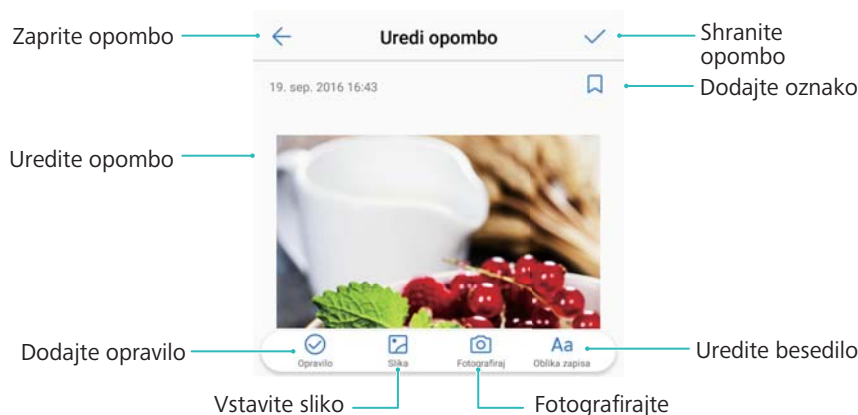 Zaprite opombo
Uredi opombo
Shranite
opombo
19. sep. 2016 16:43
Dodajte oznako
Uredite opombo
Dodajte opravilo
Opravilo
Slika
Fotografiraj
Aa
Oblika zapisa
Uredite besedilo
Vstavite sliko
Fotografirajte